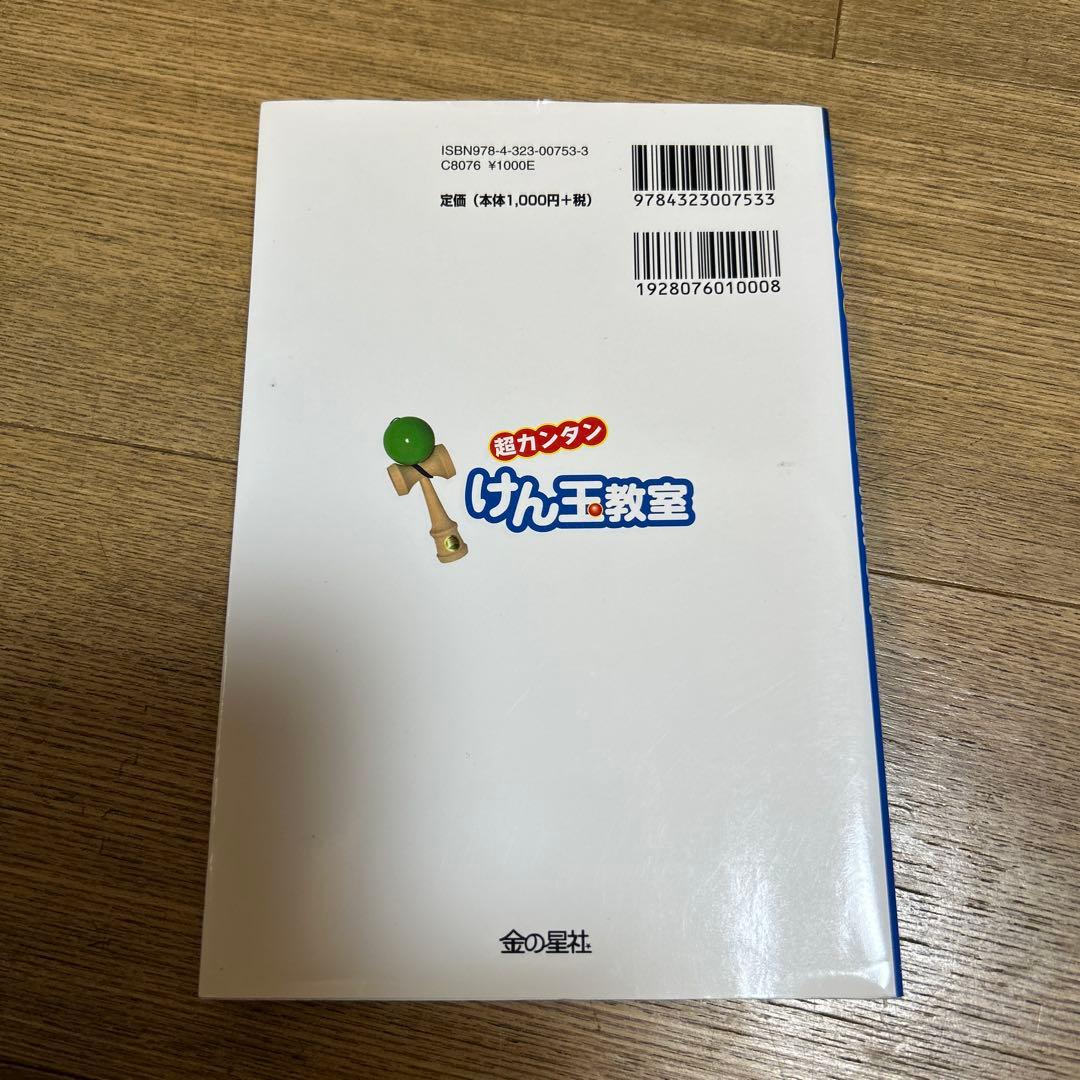 ISBN978-4-323-00753-3
C8076 ¥1000E
定価（本体1,000円＋税）
9784323007533
1928076010008
超カンタン
けん玉教室
金の星社